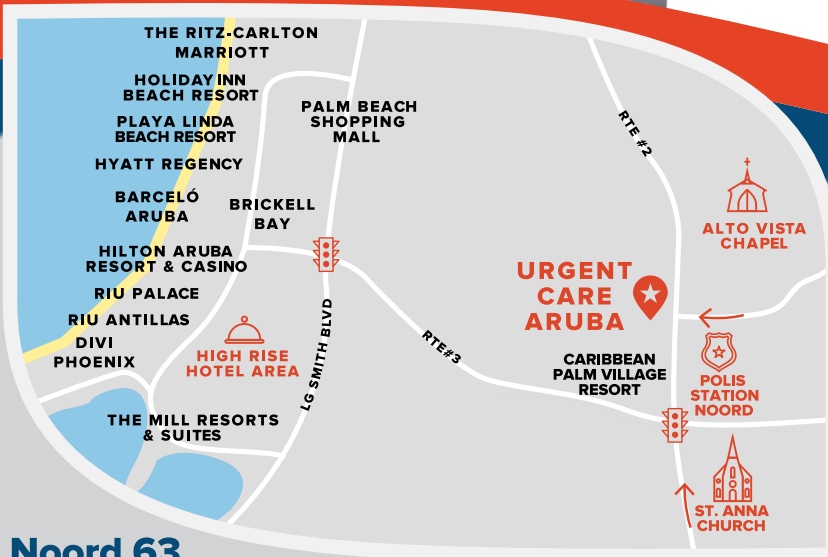 THE RITZ-CARLTON
MARRIOTT
HOLIDAY INN
BEACH RESORT
PLAYA LINDA
BEACH RESORT
HYATT REGENCY
BARCELÓ
ARUBA
HILTON ARUBA
RESORT & CASINO
RIU PALACE
RIU ANTILLAS
DIVI
PHOENIX
THE MILL RESORTS
& SUITES
PALM BEACH
SHOPPING
MALL
BRICKELL
BAY
HIGH RISE
HOTEL AREA
LG SMITH BLVD
RTE#3
RTE #2
URGENT
CARE
ARUBA
CARIBBEAN
PALM VILLAGE
RESORT
ALTO VISTA
CHAPEL
POLIS
STATION
NOORD
ST. ANNA
CHURCH
Noord 63